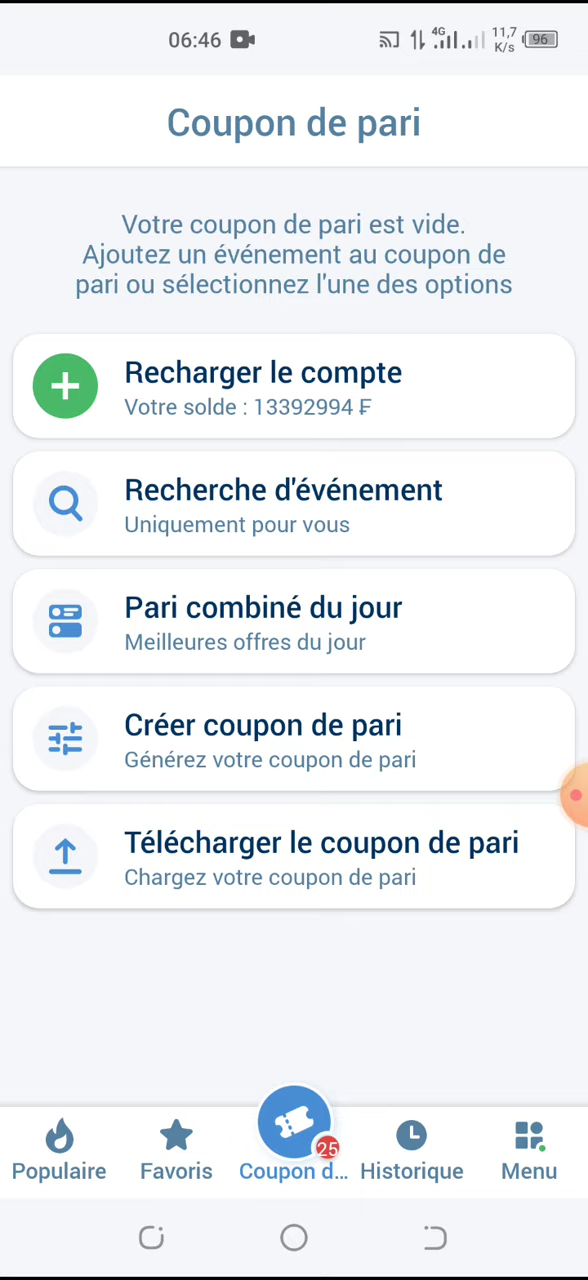 06:46
4G
11,7
K/s
96
Coupon de pari
Votre coupon de pari est vide.
Ajoutez un événement au coupon de
pari ou sélectionnez l'une des options
Recharger le compte
Votre solde : 13392994 ₣
Recherche d'événement
Uniquement pour vous
Pari combiné du jour
Meilleures offres du jour
Créer coupon de pari
Générez votre coupon de pari
Télécharger le coupon de pari
Chargez votre coupon de pari
25
Populaire
Favoris
Coupon d...
Historique
Menu